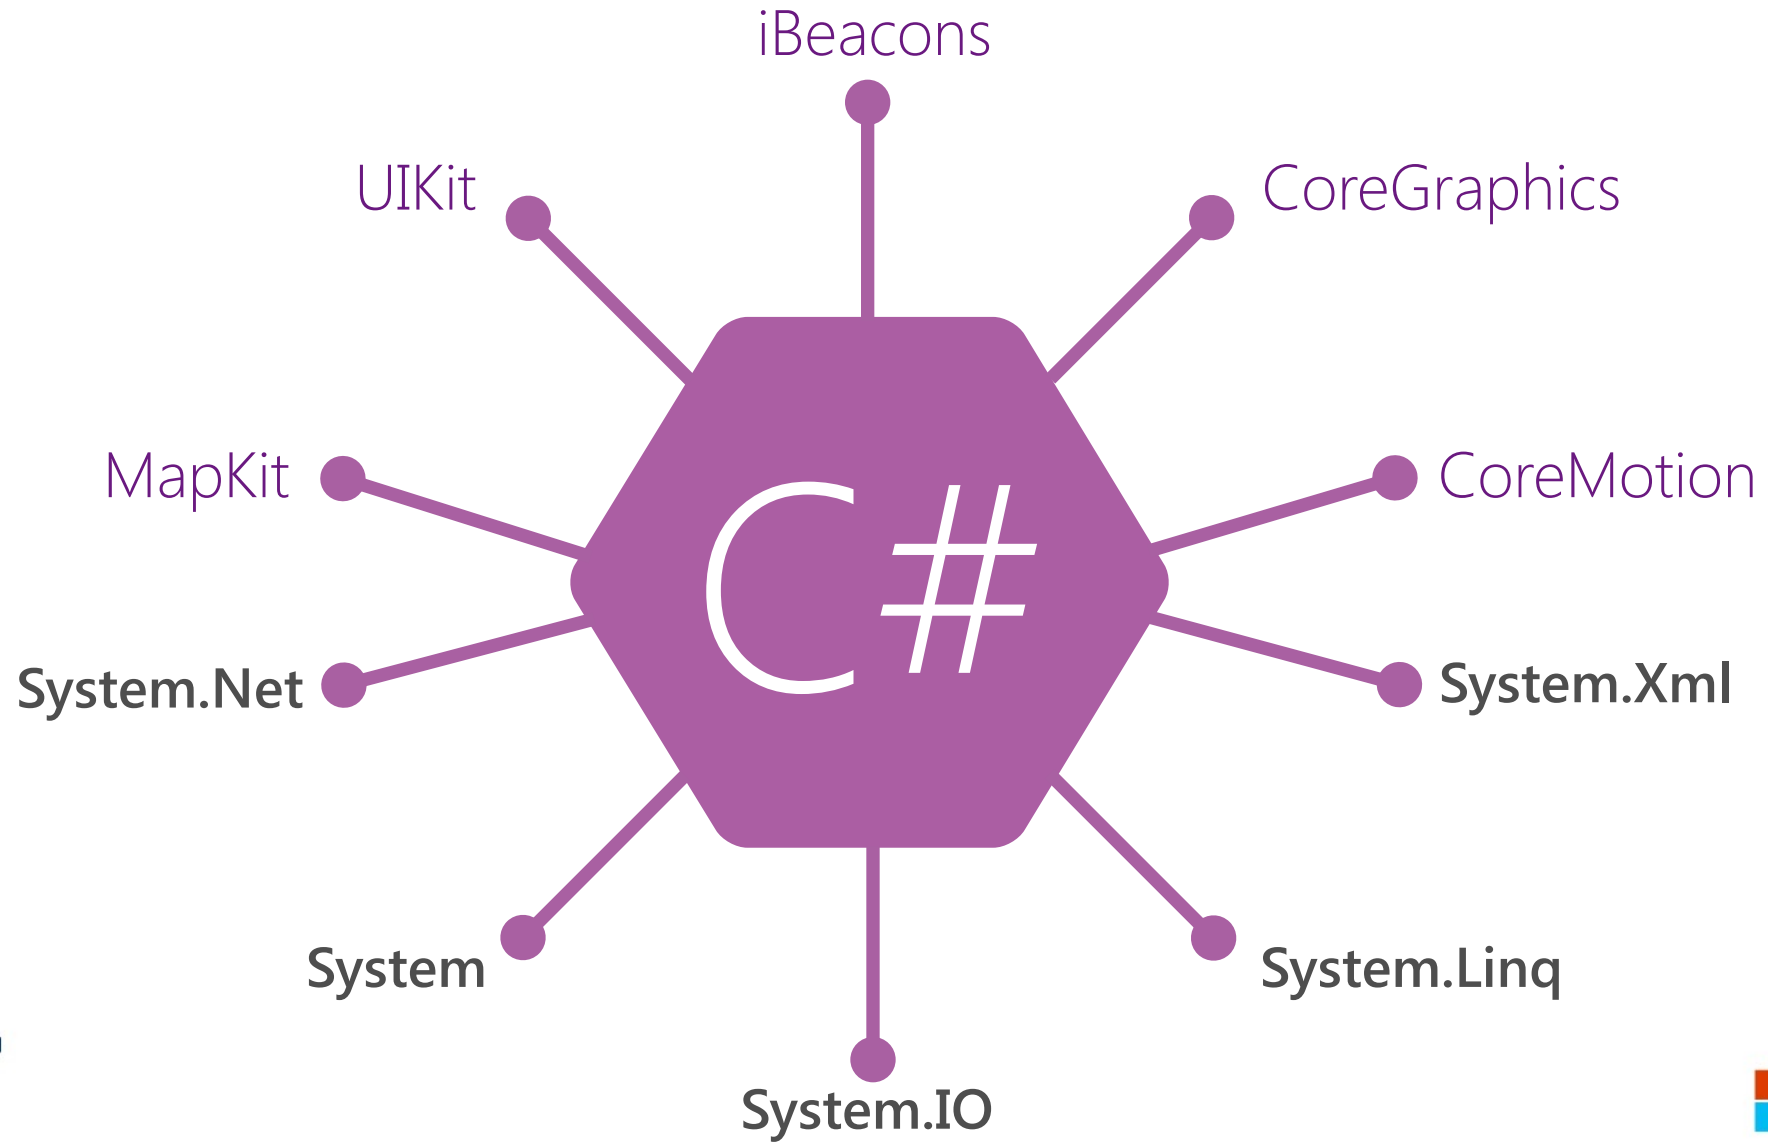 iBeacons
UIKit
CoreGraphics
MapKit
CoreMotion
C#
System.Net
System.Xml
System
System.Linq
System.IO